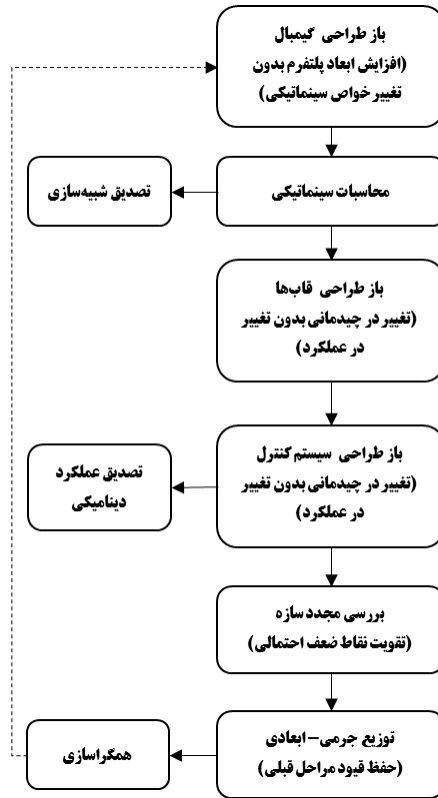 باز طراحی گیمبال
(افزایش ابعاد پلتفرم بدون
تغییر خواص سینماتیکی)
محاسبات سینماتیکی
تصدیق شبیه‌سازی
باز طراحی قاب‌ها
(تغییر در چیدمانی بدون تغییر
در عملکرد)
باز طراحی سیستم کنترل
(تغییر در چیدمانی بدون تغییر
در عملکرد)
تصدیق عملکرد
دینامیکی
بررسی مجدد سازه
(تقویت نقاط ضعف احتمالی)
توزیع جرمی-ابعادی
(حفظ قیود مراحل قبلی)
همگراسازی